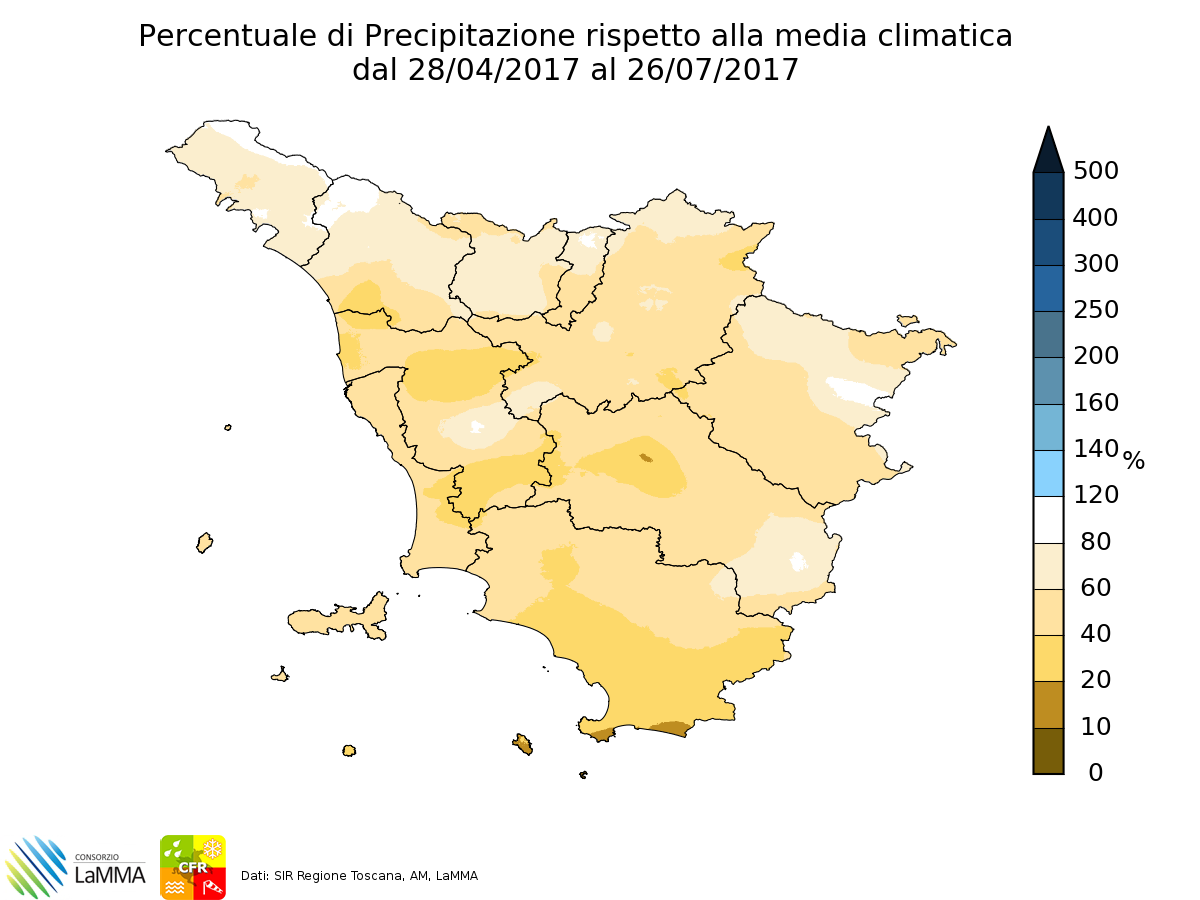 Percentuale di Precipitazione rispetto alla media climatica
dal 28/04/2017 al 26/07/2017
500
400
300
250
200
160
140
%
120
80
60
40
20
10
0
CONSORZIO
LaMMA
CFR
Dati: SIR Regione Toscana, AM, LaMMA